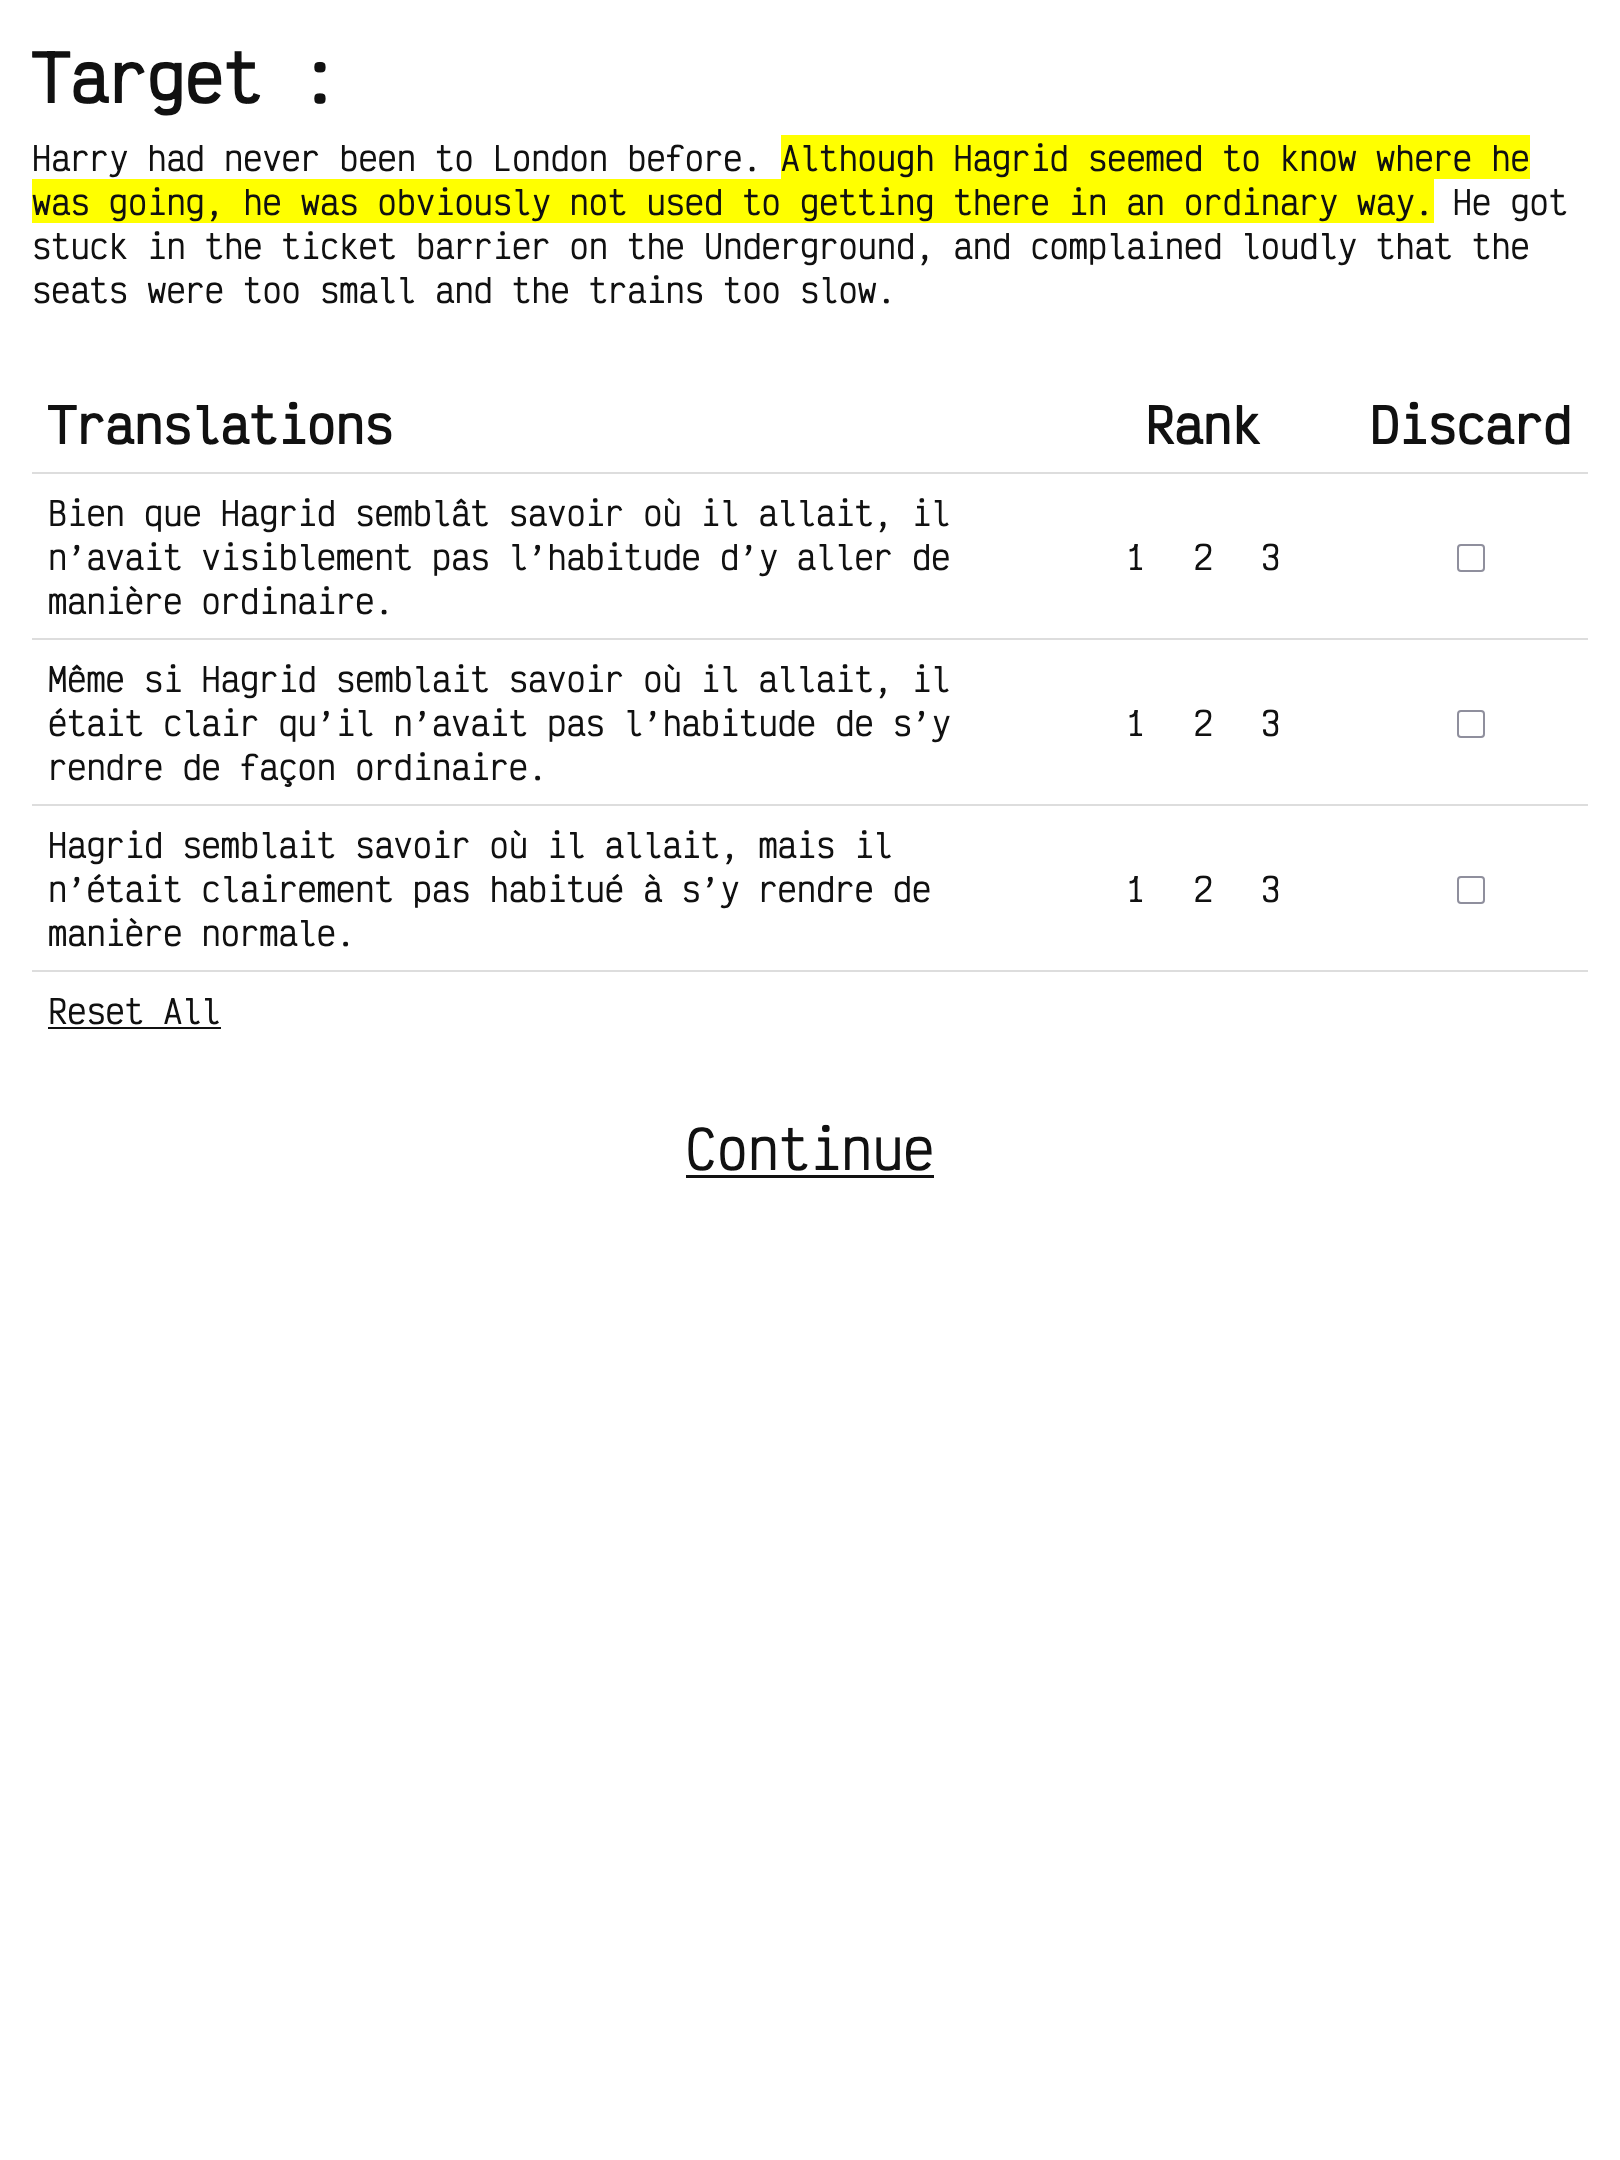 Target :
Harry had never been to London before. Although Hagrid seemed to know where he
was going, he was obviously not used to getting there in an ordinary way. He got
stuck in the ticket barrier on the Underground, and complained loudly that the
seats were too small and the trains too slow.
Translations Rank Discard
Bien que Hagrid semblât savoir où il allait, il
n’avait visiblement pas l’habitude d’y aller de
manière ordinaire.
1 2 3
Même si Hagrid semblait savoir où il allait, il
était clair qu’il n’avait pas l’habitude de s’y
rendre de façon ordinaire.
1 2 3
Hagrid semblait savoir où il allait, mais il
n’était clairement pas habitué à s’y rendre de
manière normale.
1 2 3
Reset All
Continue